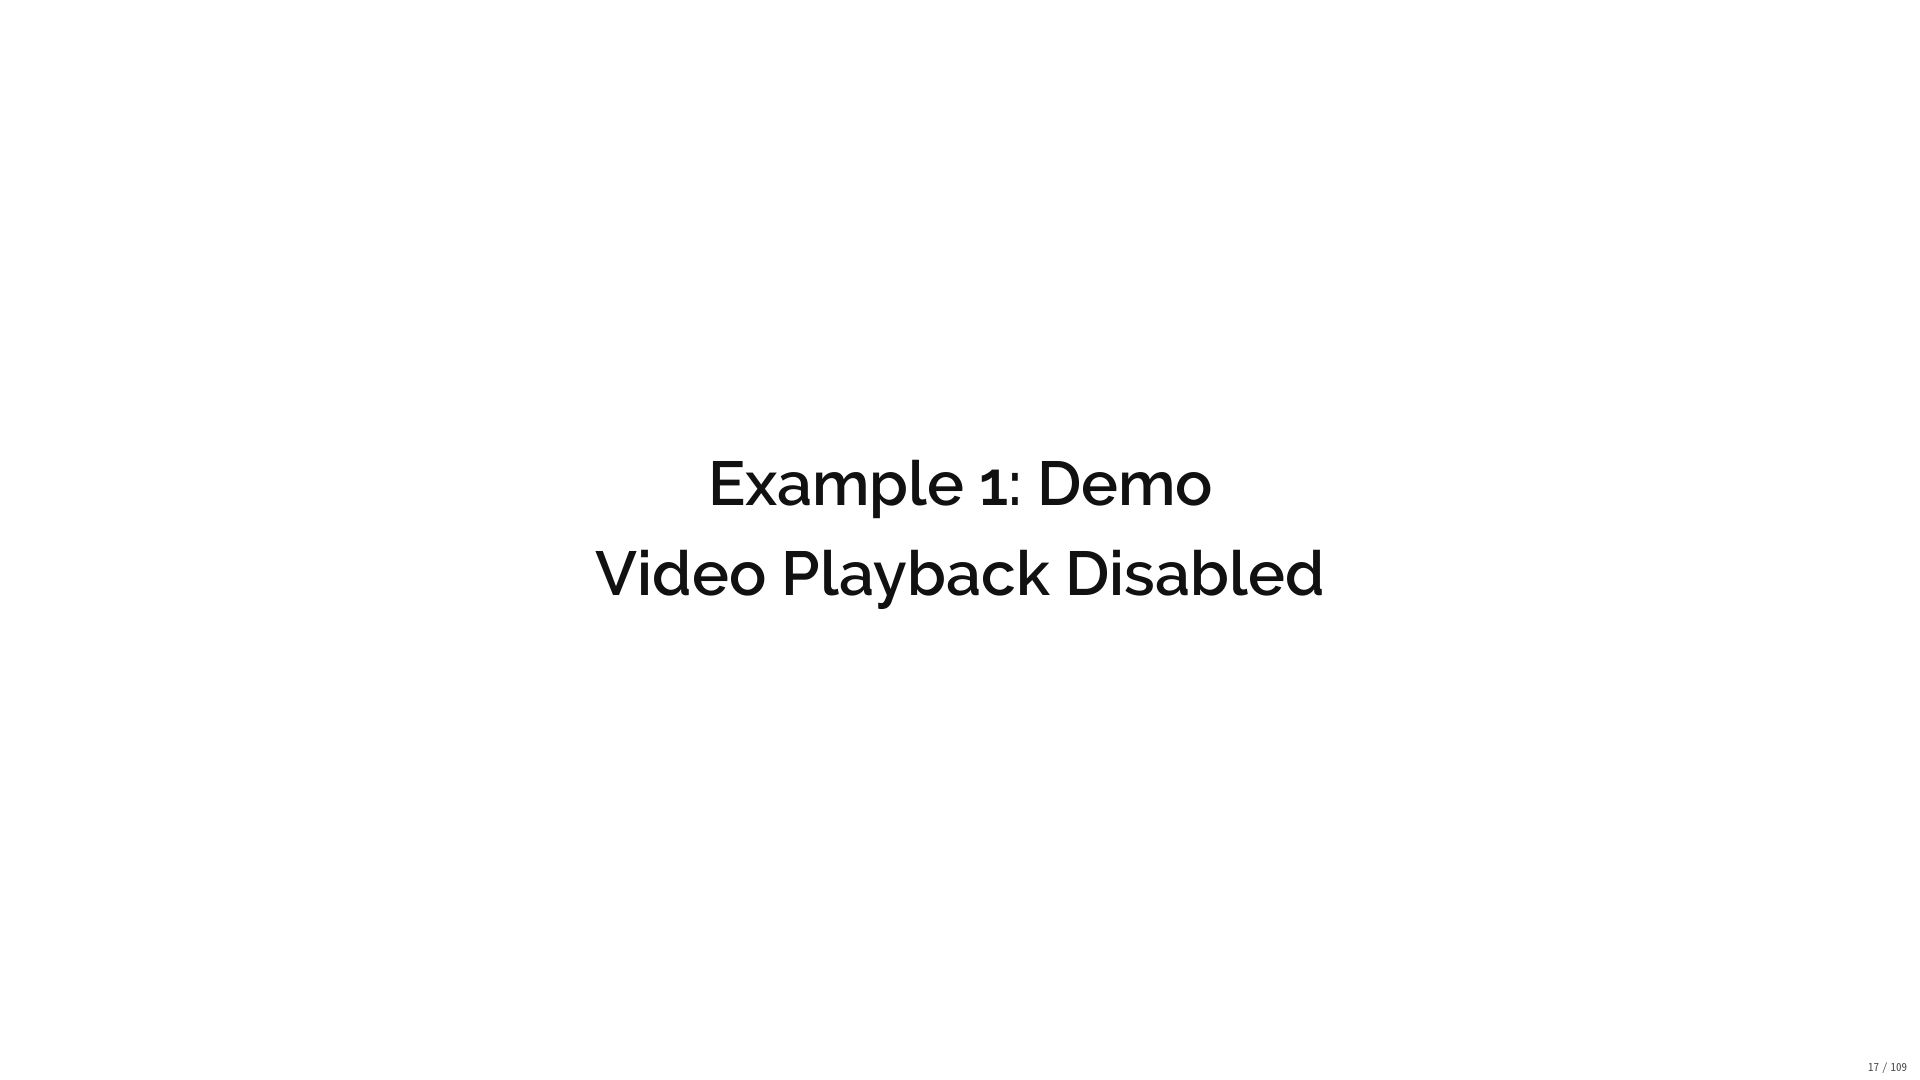 Example 1: Demo
Video Playback Disabled
17 / 109